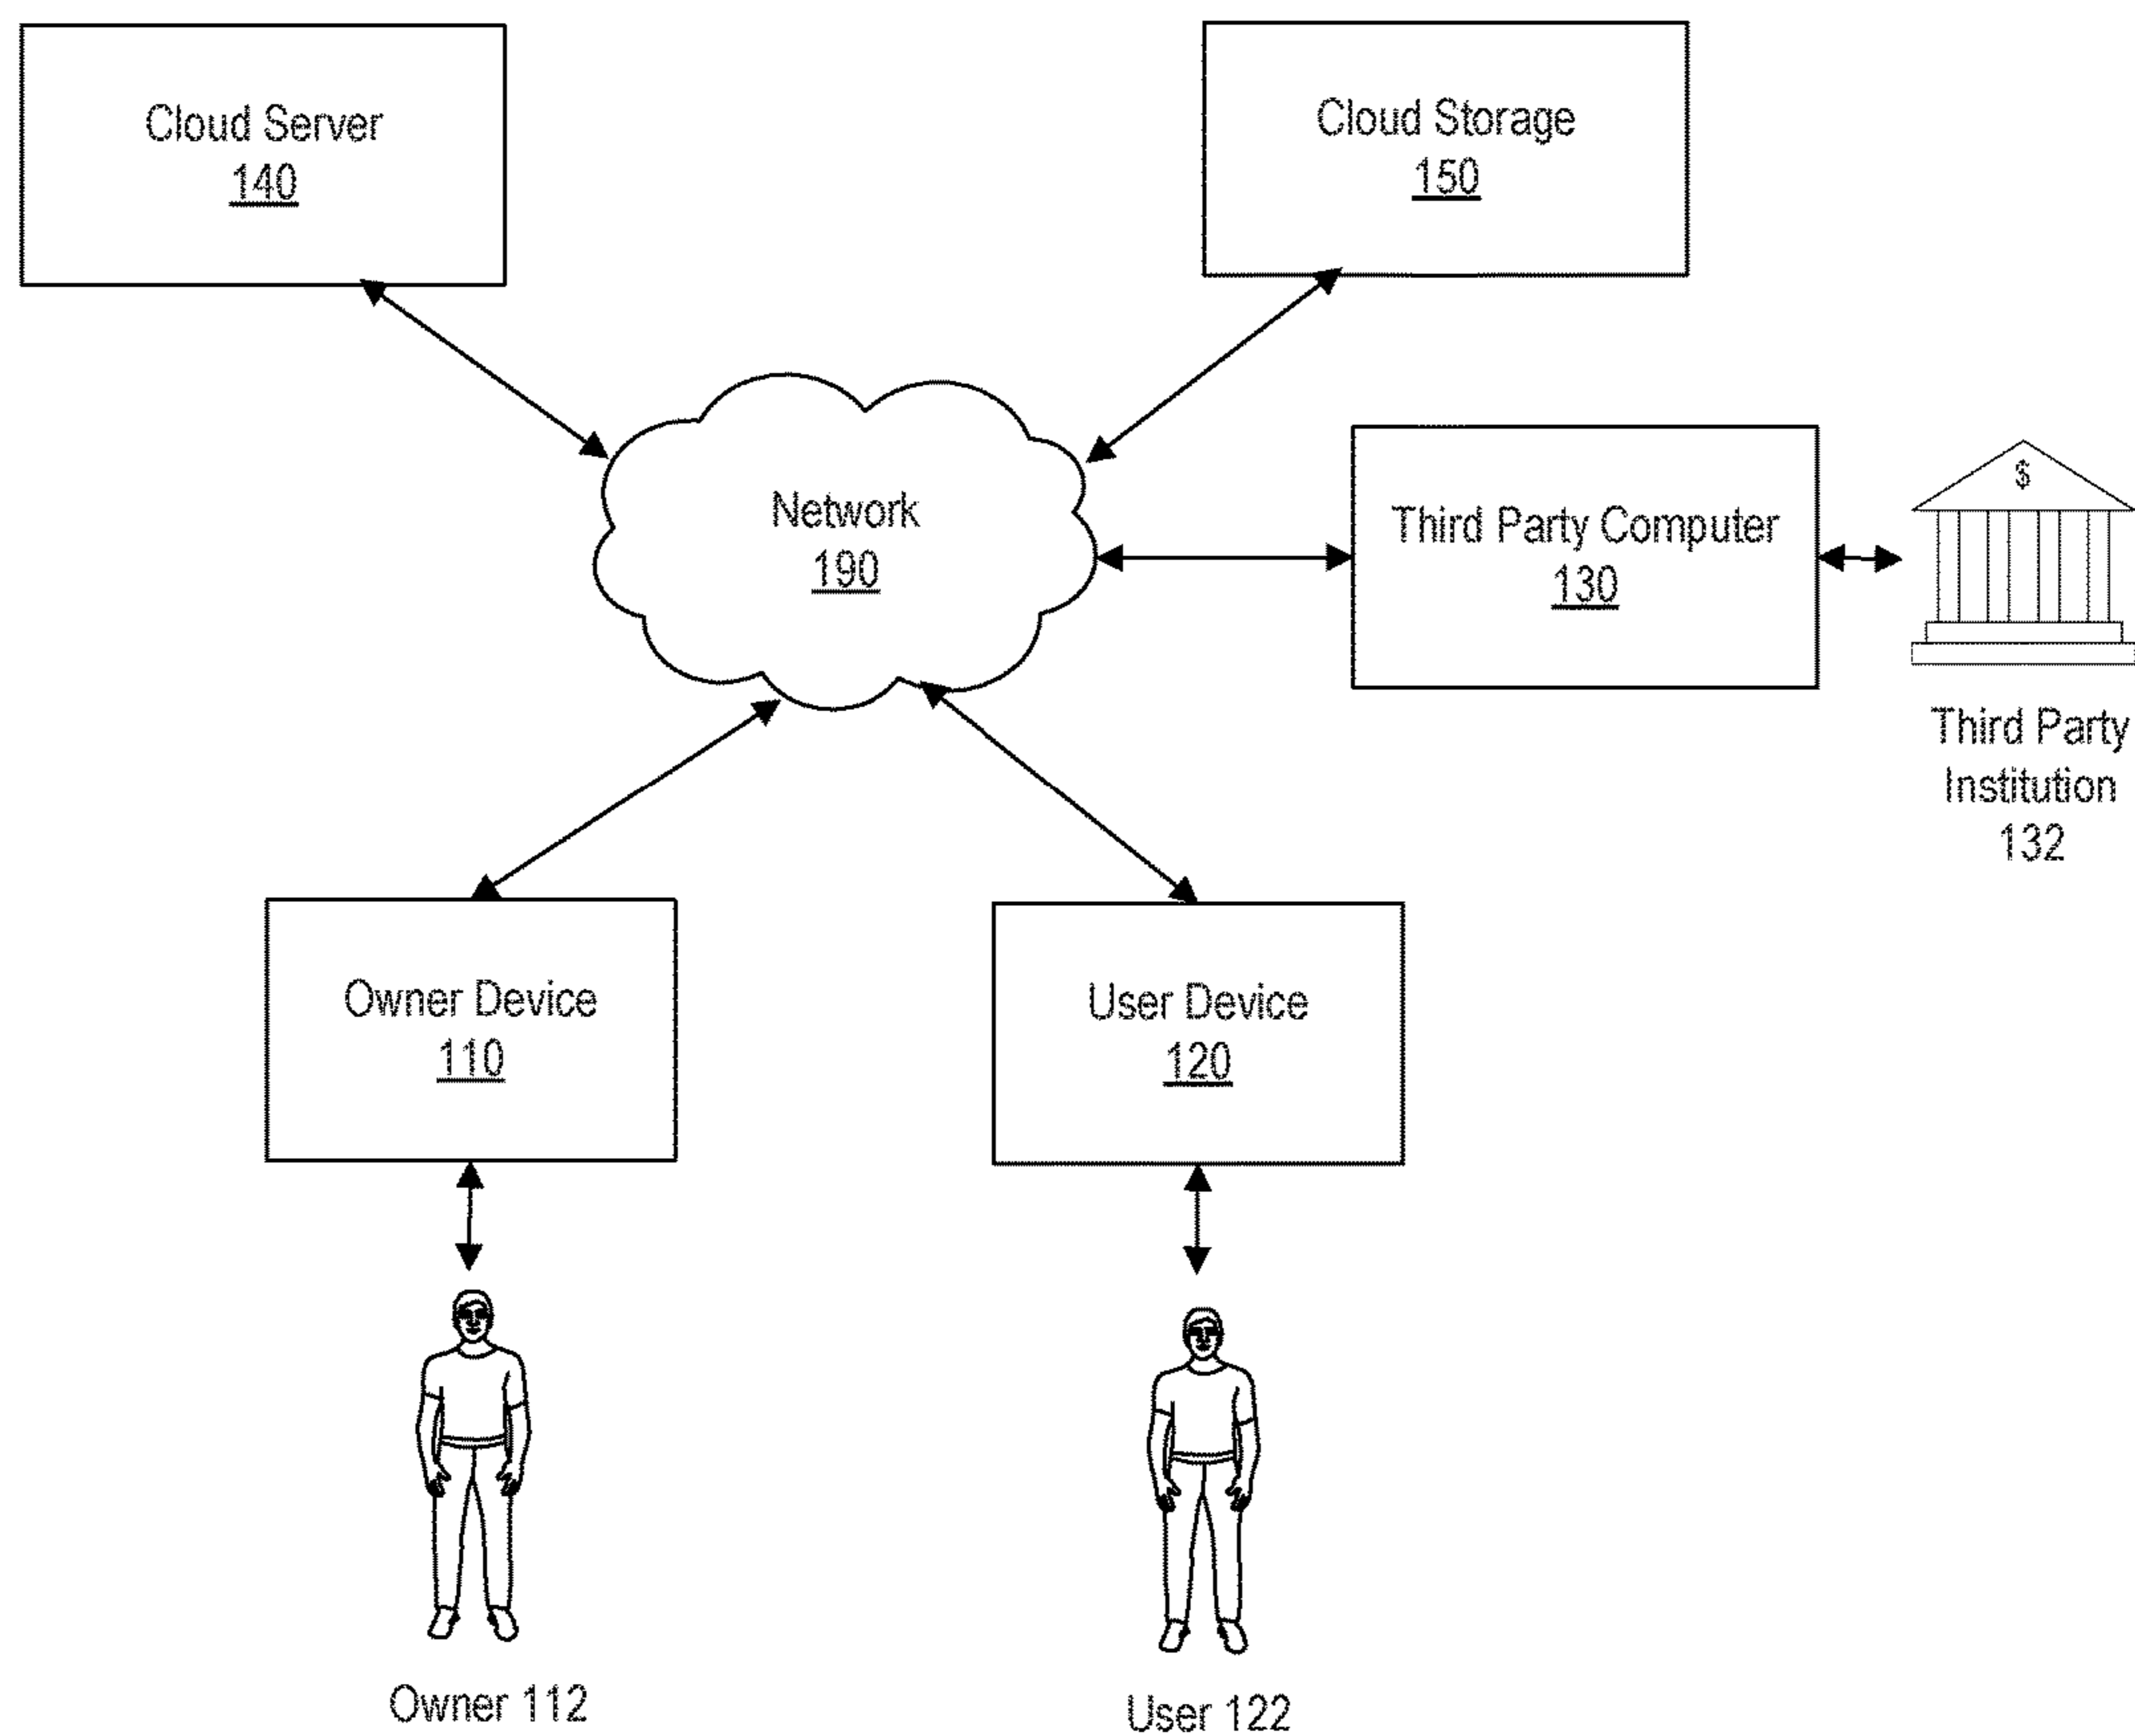 Cloud Server
140
Cloud Storage
150
Network
190
Third Party Computer
130
$
Third Party
Institution
132
Owner Device
110
User Device
120
Owner 112
User 122